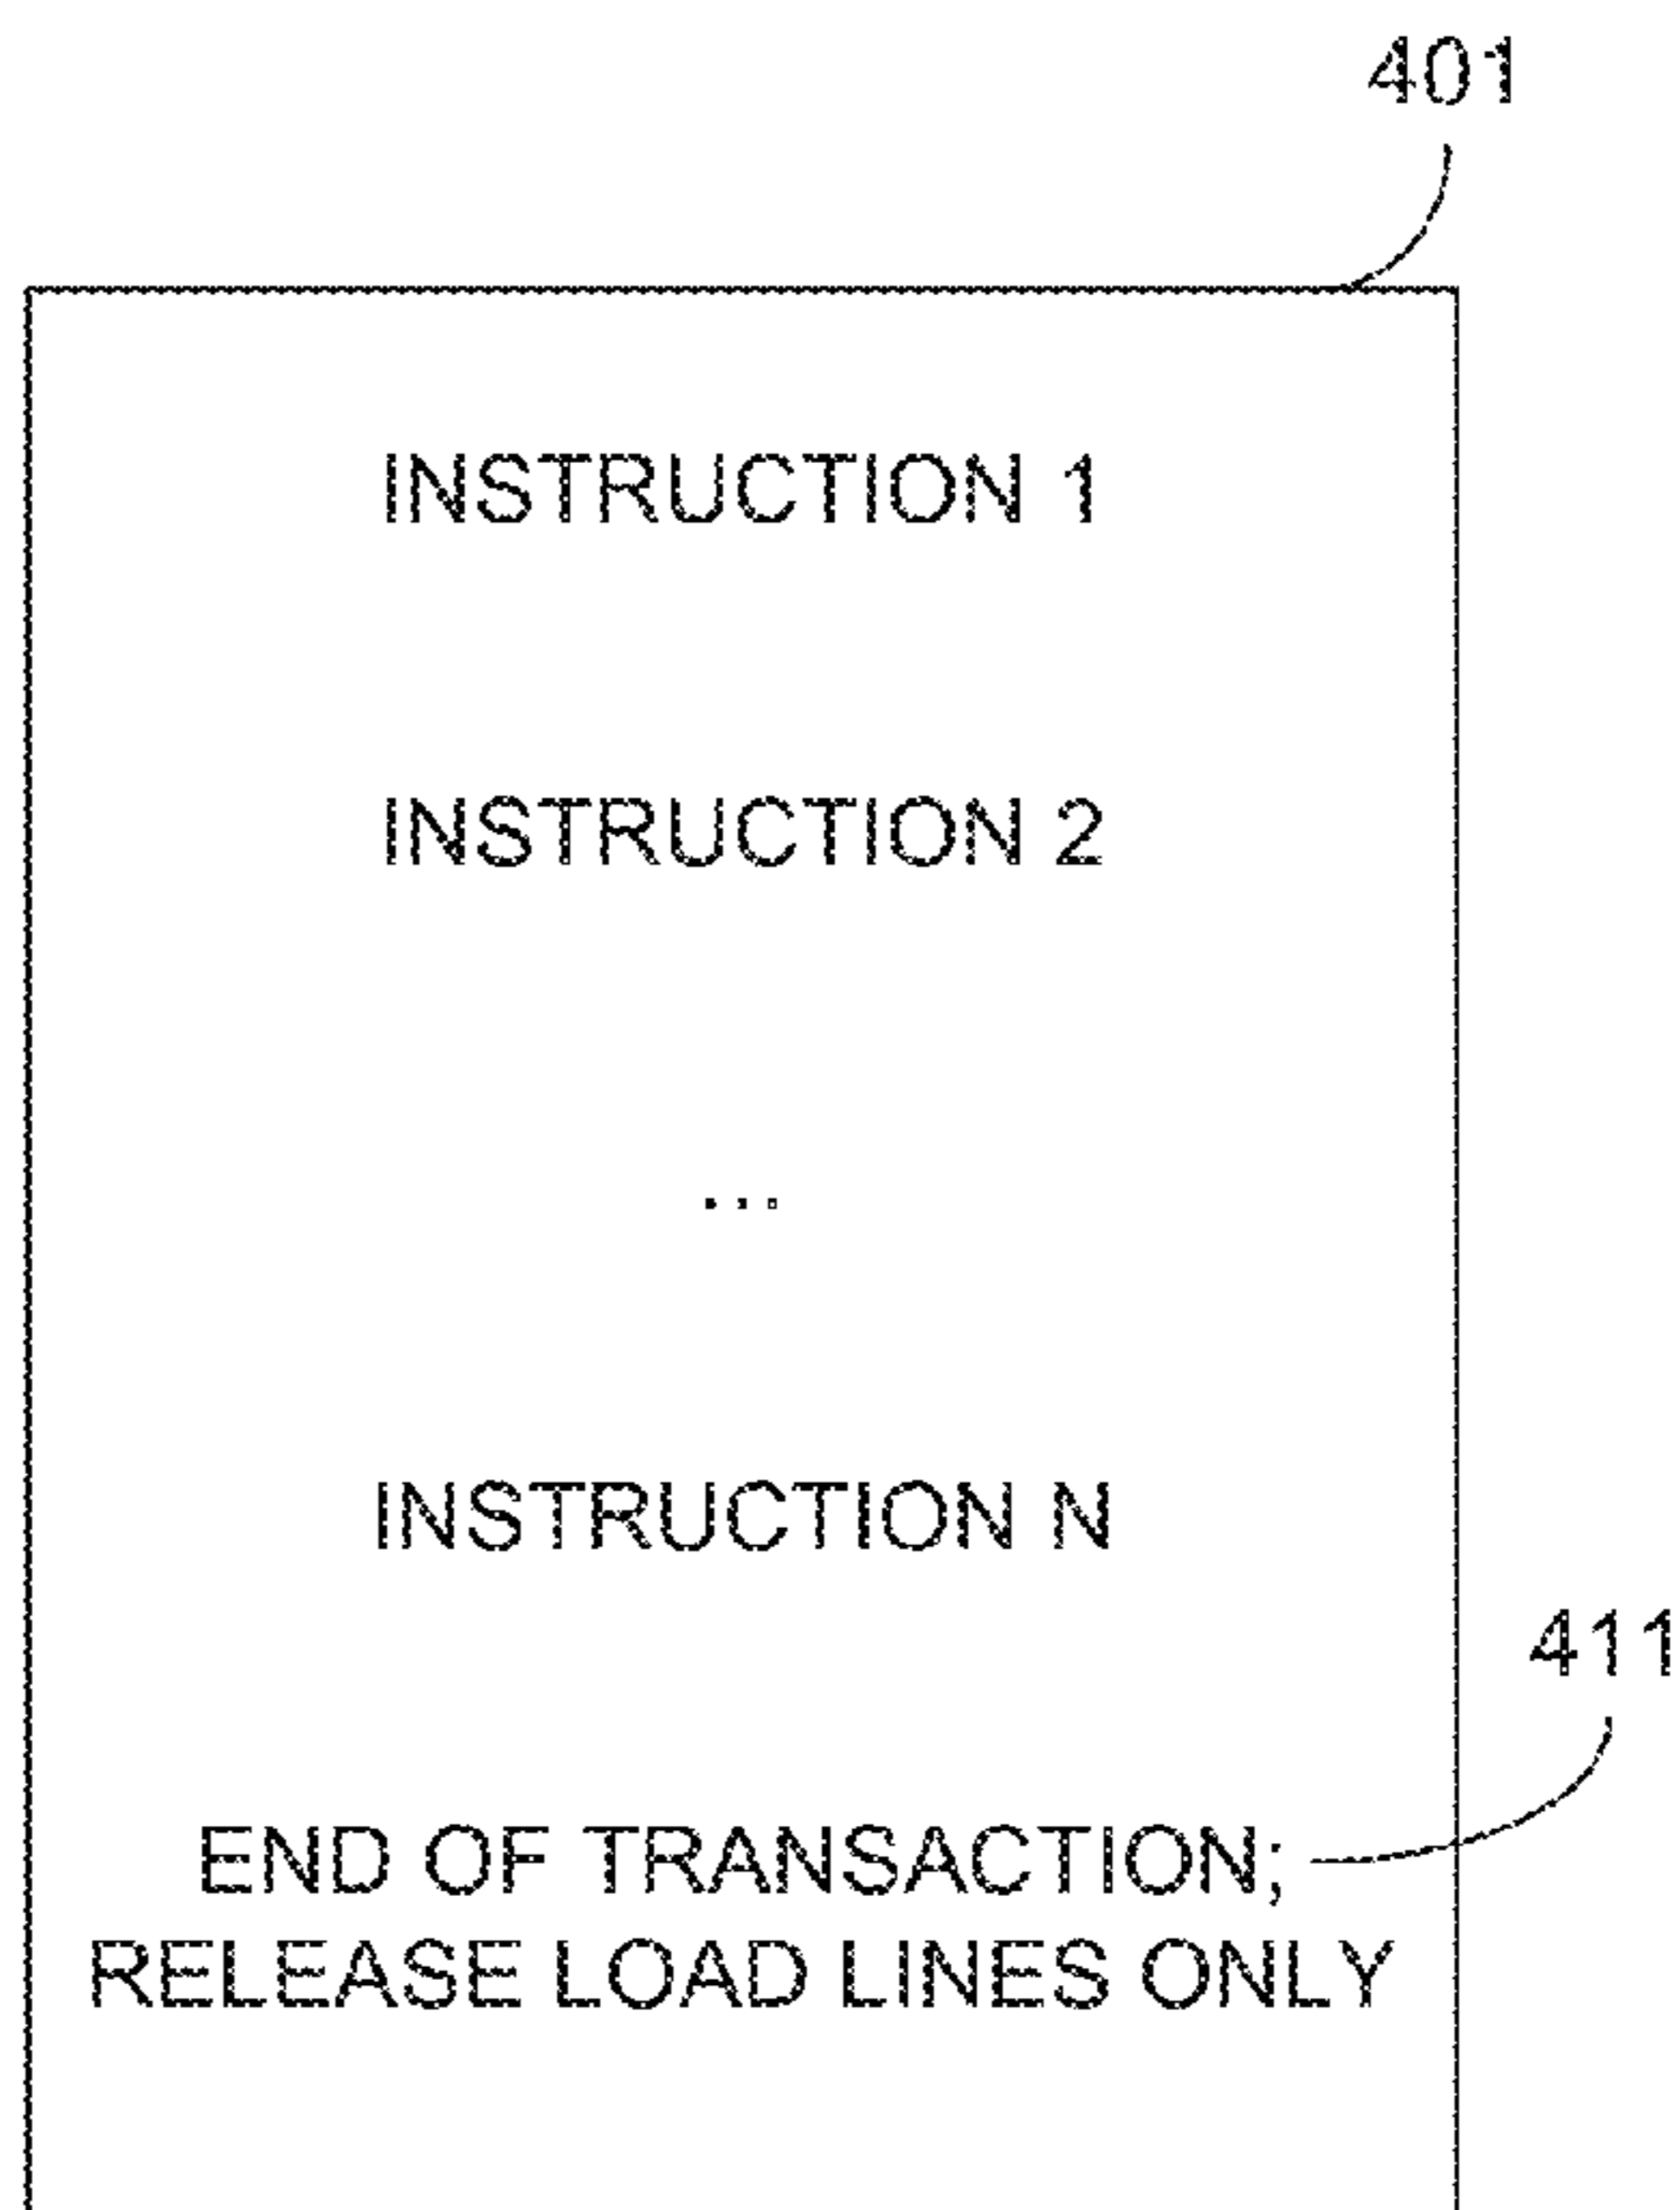 401
INSTRUCTION 1
INSTRUCTION 2
...
INSTRUCTION N
411
END OF TRANSACTION;
RELEASE LOAD LINES ONLY